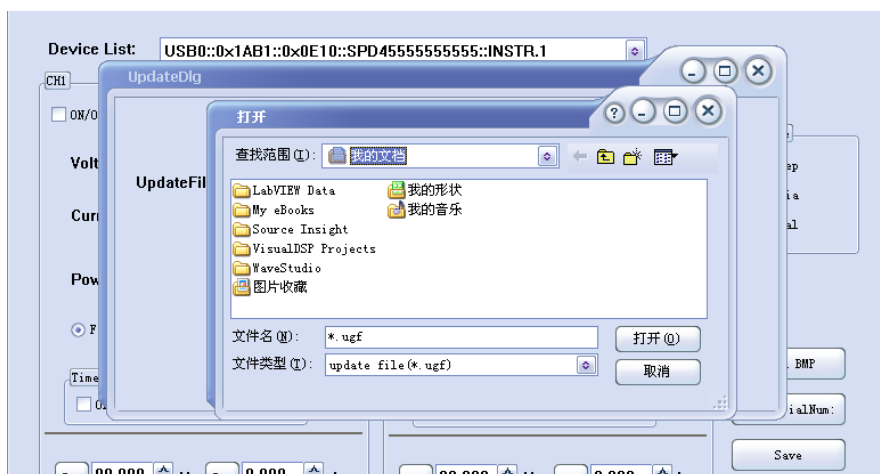 Device List: USB0::0x1AB1::0x0E10::SPD45555555555::INSTR.1
CH1
UpdateDlg
ON/O
打开
查找范围(I): 我的文档
Volt
UpdateFil
LabVIEW Data 我的形状
My eBooks 我的音乐
Curr
Source Insight
VisualDSP Projects
WaveStudio
Pow
图片收藏
F
文件名(N): *.ugf 打开(O)
文件类型(T): update file(*.ugf) 取消
BMP
Time
ialNum:
Save